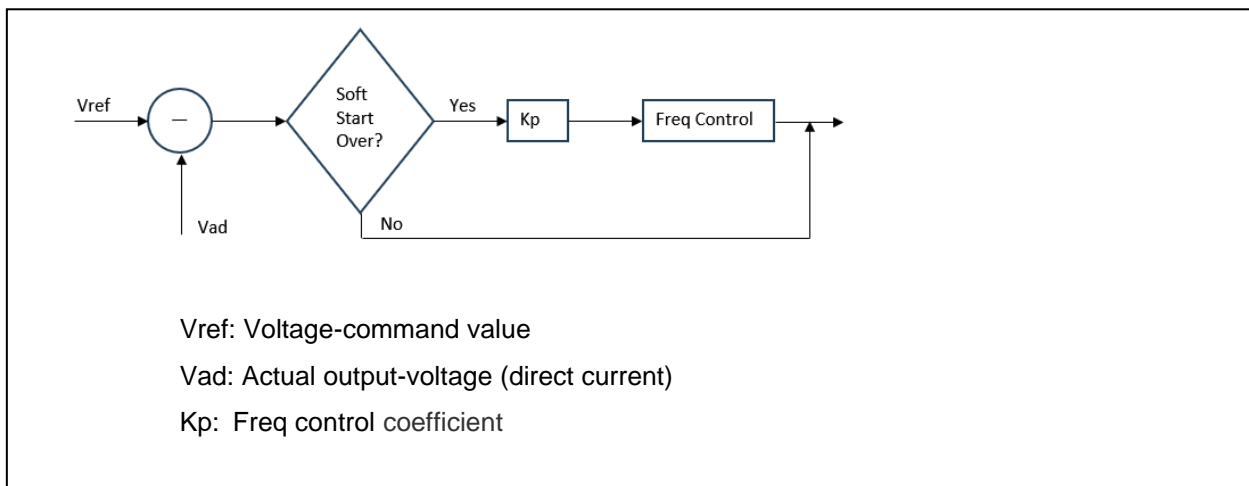 Vref
—
Soft
Start
Over?
Yes
Kp
Freq Control
Vad
No
Vref: Voltage-command value
Vad: Actual output-voltage (direct current)
Kp: Freq control coefficient